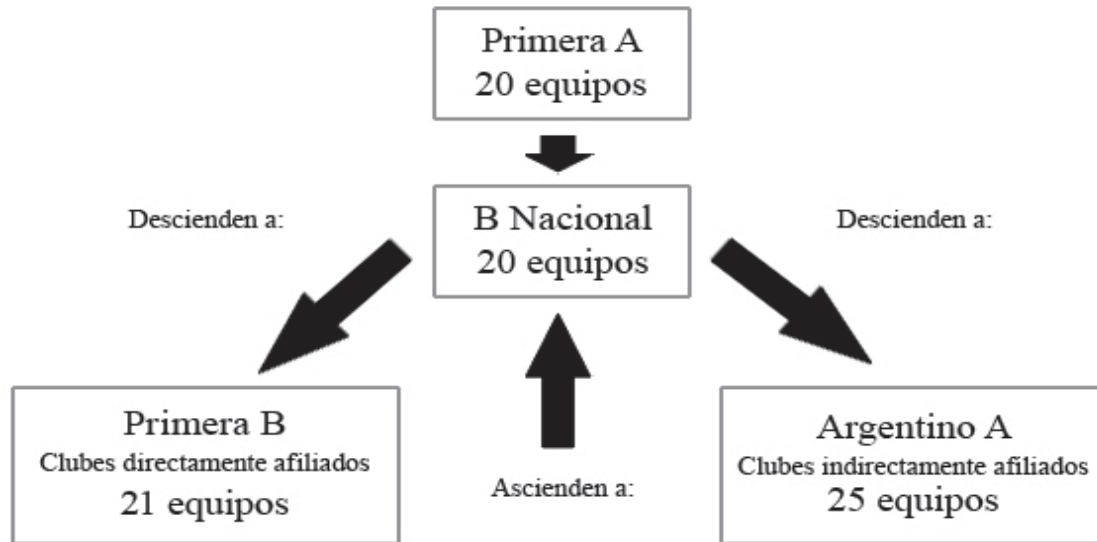 Primera A
20 equipos
B Nacional
20 equipos
Descienden a:
Descienden a:
Primera B
Clubes directamente afiliados
21 equipos
Ascienden a:
Argentino A
Clubes indirectamente afiliados
25 equipos